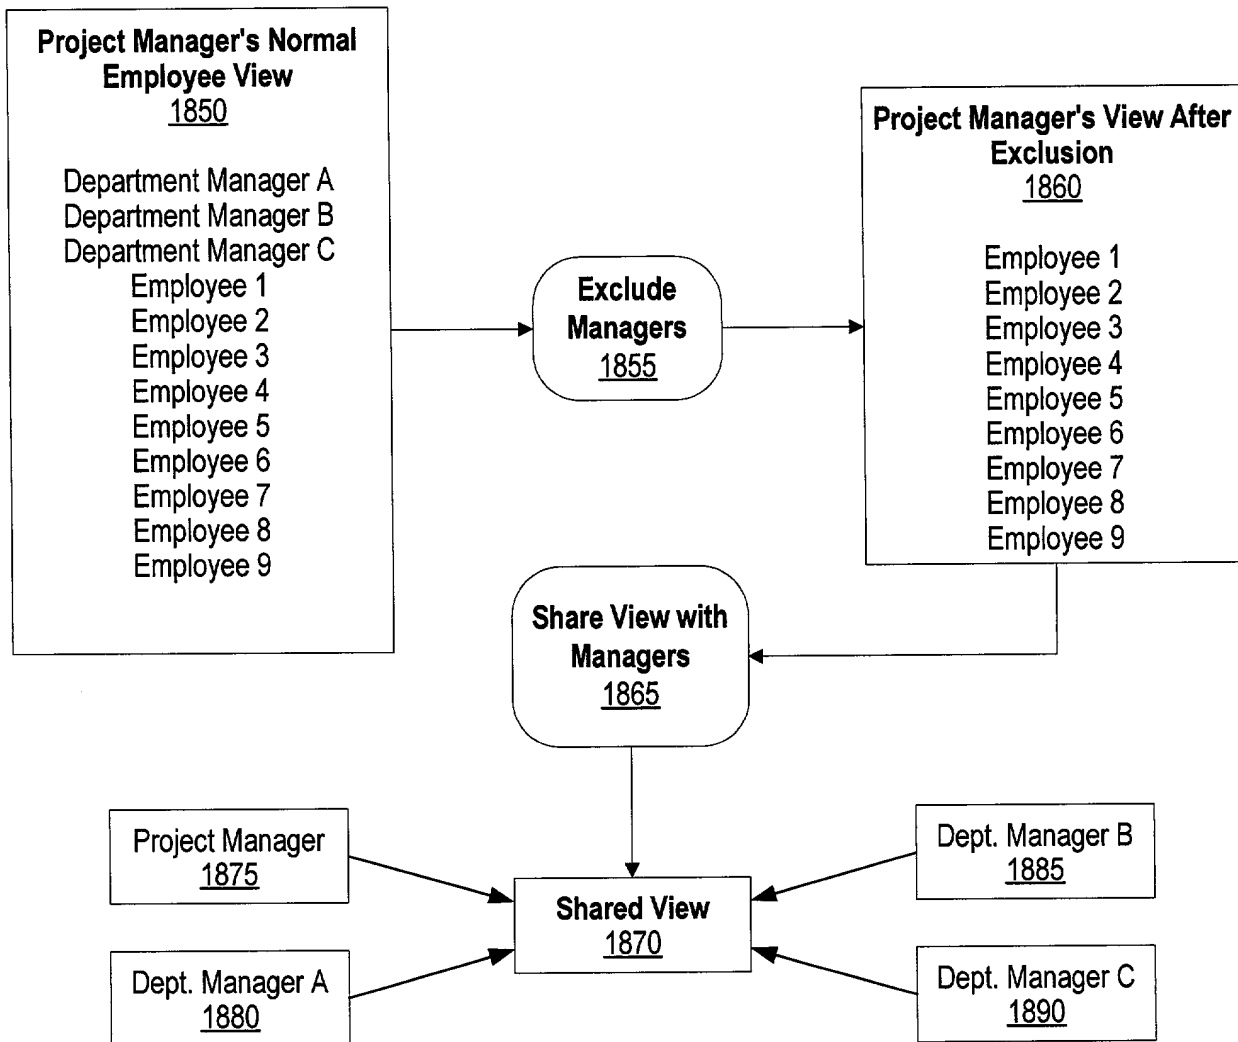 Project Manager's Normal
Employee View
1850
Department Manager A
Department Manager B
Department Manager C
Employee 1
Employee 2
Employee 3
Employee 4
Employee 5
Employee 6
Employee 7
Employee 8
Employee 9
Exclude
Managers
1855
Project Manager's View After
Exclusion
1860
Employee 1
Employee 2
Employee 3
Employee 4
Employee 5
Employee 6
Employee 7
Employee 8
Employee 9
Share View with
Managers
1865
Project Manager
1875
Dept. Manager A
1880
Shared View
1870
Dept. Manager B
1885
Dept. Manager C
1890